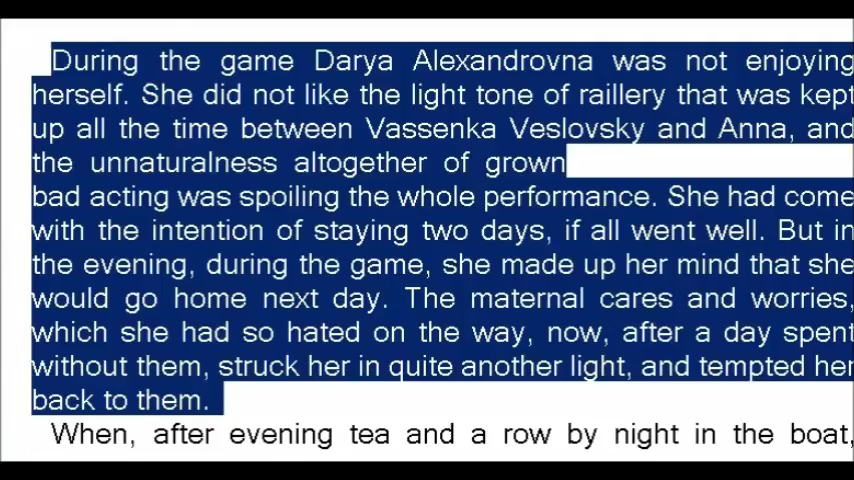 During the game Darya Alexandrovna was not enjoying
herself. She did not like the light tone of raillery that was kept
up all the time between Vassenka Veslovsky and Anna, and
the unnaturalness altogether of grown
bad acting was spoiling the whole performance. She had come
with the intention of staying two days, if all went well. But in
the evening, during the game, she made up her mind that she
would go home next day. The maternal cares and worries,
which she had so hated on the way, now, after a day spent
without them, struck her in quite another light, and tempted her
back to them.
When, after evening tea and a row by night in the boat,